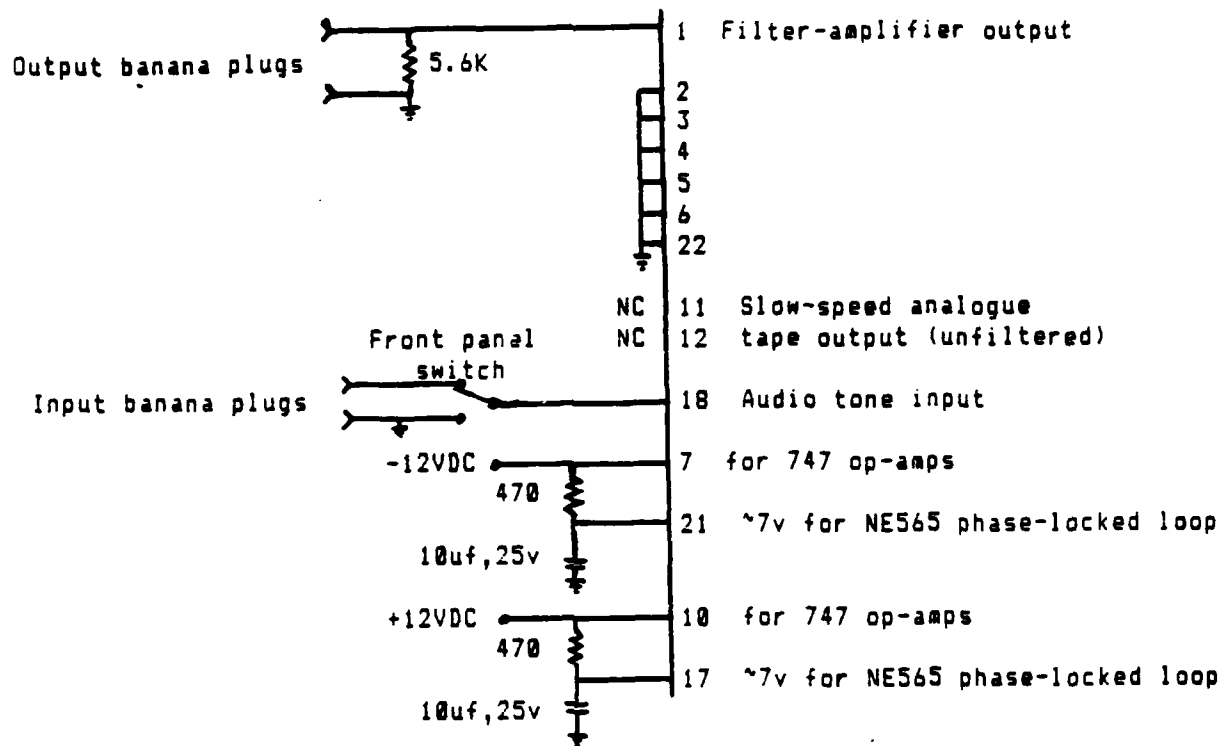 1 Filter-amplifier output
Output banana plugs
5.6K
2
3
4
5
6
22
NC 11 Slow-speed analogue
NC 12 tape output (unfiltered)
Front panel
switch
Input banana plugs
18 Audio tone input
-12VDC
7 for 747 op-amps
470
21 ~7v for NE565 phase-locked loop
10uf,25v
+12VDC
10 for 747 op-amps
470
17 ~7v for NE565 phase-locked loop
10uf,25v